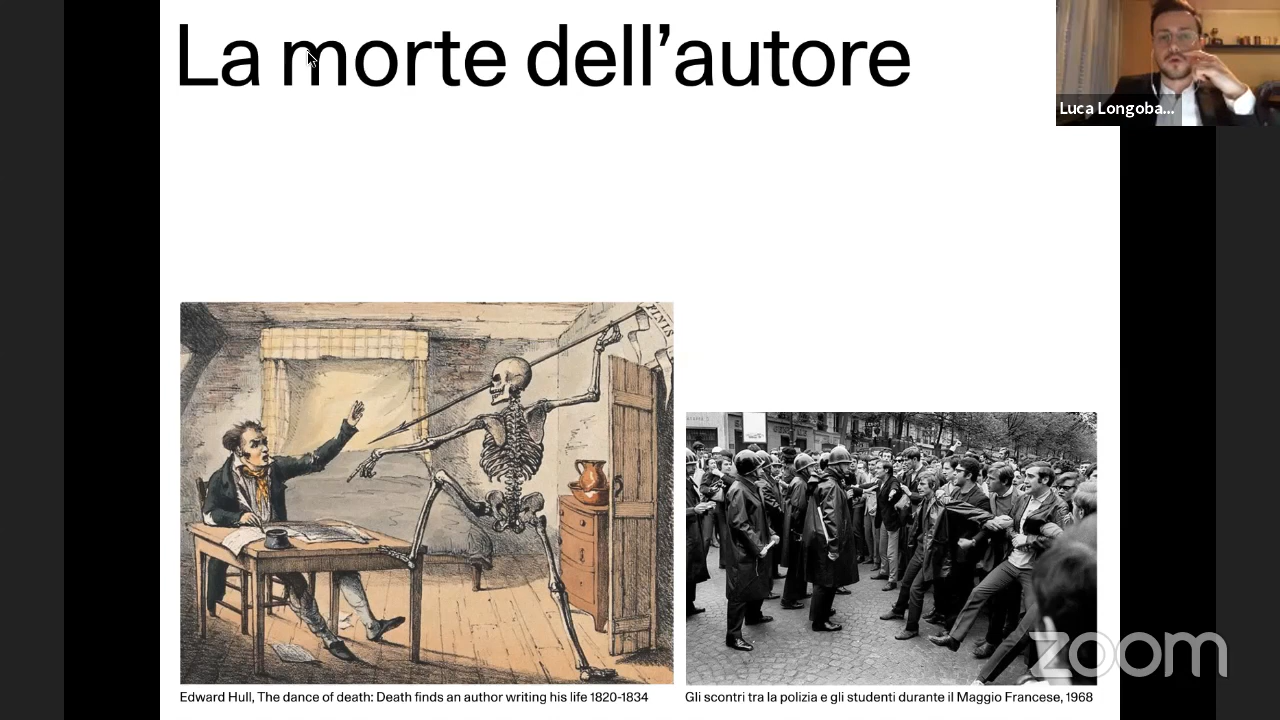 La morte dell’autore
Luca Longoba...
FINIS
Edward Hull, The dance of death: Death finds an author writing his life 1820-1834
Gli scontri tra la polizia e gli studenti durante il Maggio Francese, 1968
zoom